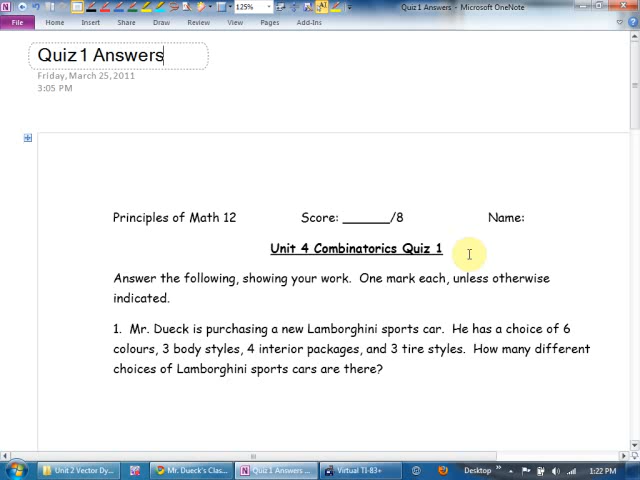 125%
Quiz 1 Answers - Microsoft OneNote
File
Home
Insert
Share
Draw
Review
View
Pages
Add-Ins
Quiz 1 Answers
Friday, March 25, 2011
3:05 PM
Principles of Math 12 Score: ______/8 Name:
Unit 4 Combinatorics Quiz 1
Answer the following, showing your work. One mark each, unless otherwise
indicated.
1. Mr. Dueck is purchasing a new Lamborghini sports car. He has a choice of 6
colours, 3 body styles, 4 interior packages, and 3 tire styles. How many different
choices of Lamborghini sports cars are there?
Unit 2 Vector Dy...
Mr. Dueck's Clas...
Quiz 1 Answers ...
Virtual TI-83+
Desktop
1:22 PM